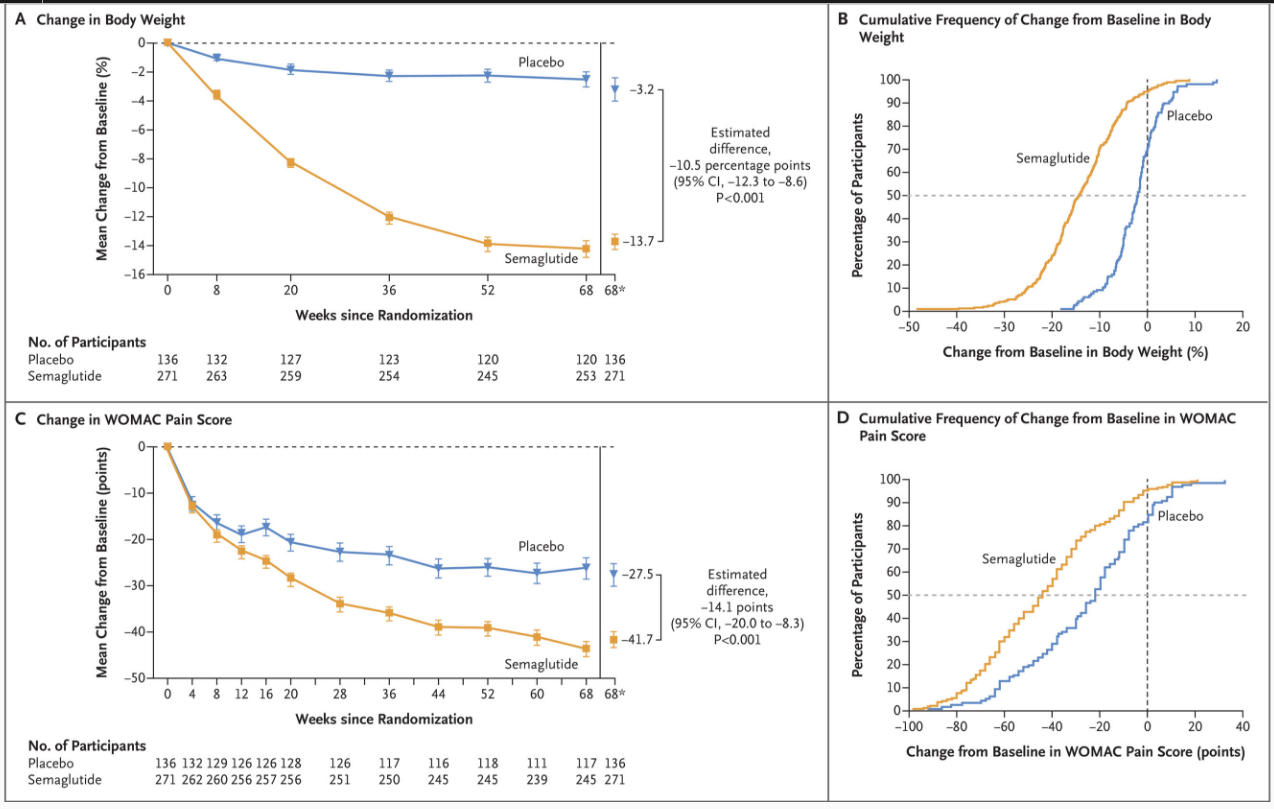 A Change in Body Weight
Mean Change from Baseline (%)
0
−2
−4
−6
−8
−10
−12
−14
−16
Placebo
Semaglutide
−3.2
−13.7
Estimated
difference,
−10.5 percentage points
(95% CI, −12.3 to −8.6)
P<0.001
0 8 20 36 52 68 68*
Weeks since Randomization
No. of Participants
Placebo 136 132 127 123 120 120 136
Semaglutide 271 263 259 254 245 253 271
B Cumulative Frequency of Change from Baseline in Body
Weight
Percentage of Participants
100
90
80
70
60
50
40
30
20
10
0
Placebo
Semaglutide
−50 −40 −30 −20 −10 0 10 20
Change from Baseline in Body Weight (%)
C Change in WOMAC Pain Score
Mean Change from Baseline (points)
0
−10
−20
−30
−40
−50
Placebo
Semaglutide
−27.5
−41.7
Estimated
difference,
−14.1 points
(95% CI, −20.0 to −8.3)
P<0.001
0 4 8 12 16 20 28 36 44 52 60 68 68*
Weeks since Randomization
No. of Participants
Placebo 136 132 129 126 126 128 126 117 116 118 111 117 136
Semaglutide 271 262 260 256 257 256 251 250 245 245 239 245 271
D Cumulative Frequency of Change from Baseline in WOMAC
Pain Score
Percentage of Participants
100
90
80
70
60
50
40
30
20
10
0
Placebo
Semaglutide
−100 −80 −60 −40 −20 0 20 40
Change from Baseline in WOMAC Pain Score (points)